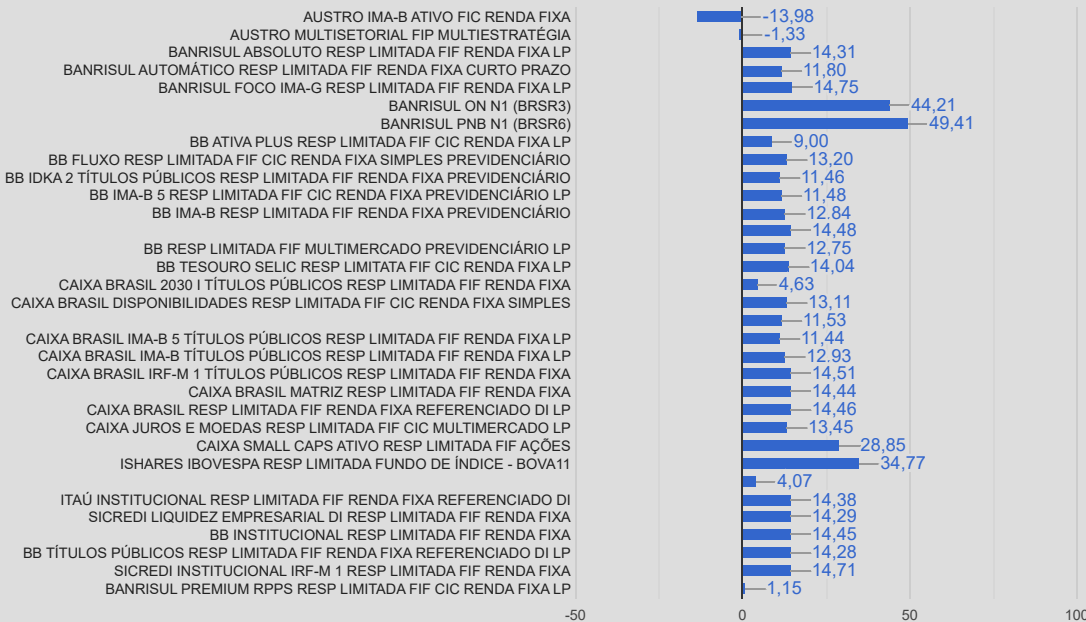 AUSTRO IMA-B ATIVO FIC RENDA FIXA -13,98
AUSTRO MULTISETORIAL FIP MULTIESTRATÉGIA -1,33
BANRISUL ABSOLUTO RESP LIMITADA FIF RENDA FIXA LP 14,31
BANRISUL AUTOMÁTICO RESP LIMITADA FIF RENDA FIXA CURTO PRAZO 11,80
BANRISUL FOCO IMA-G RESP LIMITADA FIF RENDA FIXA LP 14,75
BANRISUL ON N1 (BRSR3) 44,21
BANRISUL PNB N1 (BRSR6) 49,41
BB ATIVA PLUS RESP LIMITADA FIF CIC RENDA FIXA LP 9,00
BB FLUXO RESP LIMITADA FIF CIC RENDA FIXA SIMPLES PREVIDENCIÁRIO 13,20
BB IDKA 2 TÍTULOS PÚBLICOS RESP LIMITADA FIF RENDA FIXA PREVIDENCIÁRIO 11,46
BB IMA-B 5 RESP LIMITADA FIF CIC RENDA FIXA PREVIDENCIÁRIO LP 11,48
BB IMA-B RESP LIMITADA FIF RENDA FIXA PREVIDENCIÁRIO 12.84
14,48
BB RESP LIMITADA FIF MULTIMERCADO PREVIDENCIÁRIO LP 12,75
BB TESOURO SELIC RESP LIMITATA FIF CIC RENDA FIXA LP 14,04
CAIXA BRASIL 2030 I TÍTULOS PÚBLICOS RESP LIMITADA FIF RENDA FIXA 4,63
CAIXA BRASIL DISPONIBILIDADES RESP LIMITADA FIF CIC RENDA FIXA SIMPLES 13,11
11,53
CAIXA BRASIL IMA-B 5 TÍTULOS PÚBLICOS RESP LIMITADA FIF RENDA FIXA LP 11,44
CAIXA BRASIL IMA-B TÍTULOS PÚBLICOS RESP LIMITADA FIF RENDA FIXA LP 12.93
CAIXA BRASIL IRF-M 1 TÍTULOS PÚBLICOS RESP LIMITADA FIF RENDA FIXA 14,51
CAIXA BRASIL MATRIZ RESP LIMITADA FIF RENDA FIXA 14,44
CAIXA BRASIL RESP LIMITADA FIF RENDA FIXA REFERENCIADO DI LP 14,46
CAIXA JUROS E MOEDAS RESP LIMITADA FIF CIC MULTIMERCADO LP 13,45
CAIXA SMALL CAPS ATIVO RESP LIMITADA FIF AÇÕES 28,85
ISHARES IBOVESPA RESP LIMITADA FUNDO DE ÍNDICE - BOVA11 34,77
4,07
ITAÚ INSTITUCIONAL RESP LIMITADA FIF RENDA FIXA REFERENCIADO DI 14,38
SICREDI LIQUIDEZ EMPRESARIAL DI RESP LIMITADA FIF RENDA FIXA 14,29
BB INSTITUCIONAL RESP LIMITADA FIF RENDA FIXA 14,45
BB TÍTULOS PÚBLICOS RESP LIMITADA FIF RENDA FIXA REFERENCIADO DI LP 14,28
SICREDI INSTITUCIONAL IRF-M 1 RESP LIMITADA FIF RENDA FIXA 14,71
BANRISUL PREMIUM RPPS RESP LIMITADA FIF CIC RENDA FIXA LP 1,15
-50 0 50 100